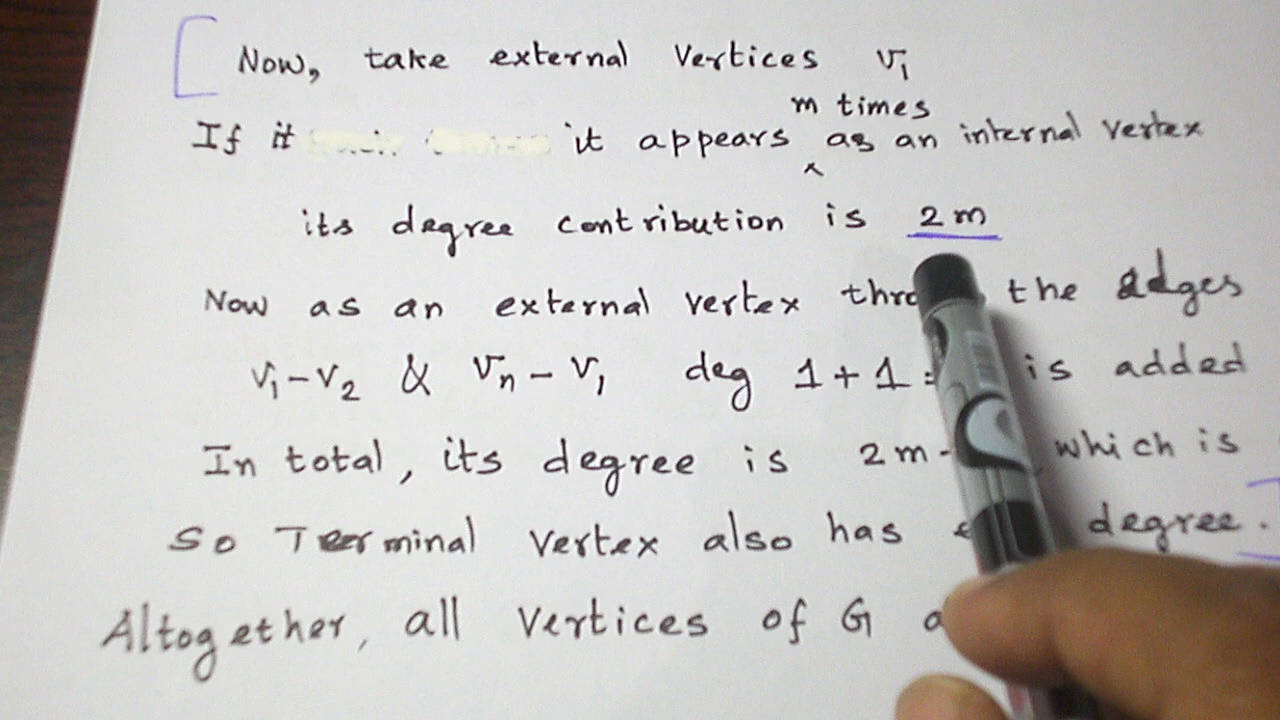 Now, take external Vertices v₁
m times
If it it appears ^ as an internal vertex
its degree contribution is 2m
Now as an external vertex the edges
v₁-v₂ & vₙ-v₁ deg 1+1 is added
In total, its degree is 2m- which is
So Terminal vertex also has degree.
Altogether, all vertices of G